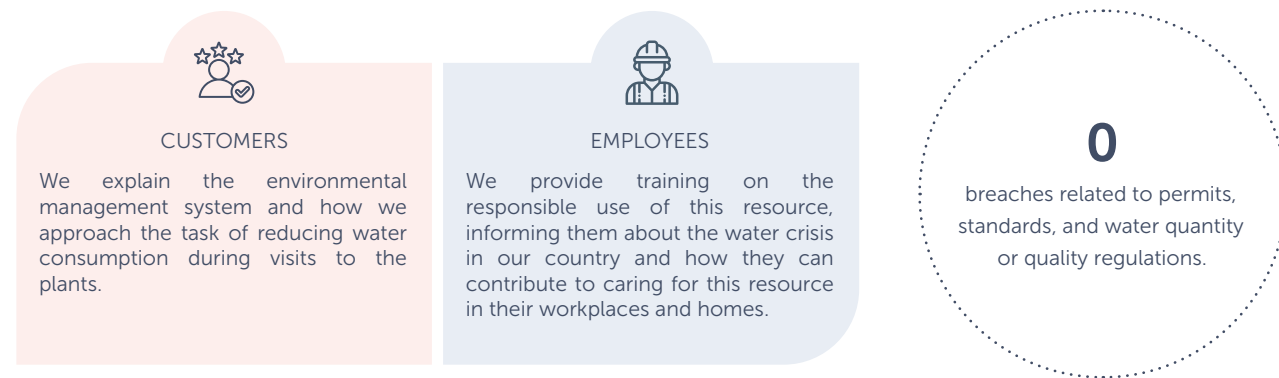 CUSTOMERS
We explain the environmental
management system and how we
approach the task of reducing water
consumption during visits to the
plants.
EMPLOYEES
We provide training on the
responsible use of this resource,
informing them about the water crisis
in our country and how they can
contribute to caring for this resource
in their workplaces and homes.
0
breaches related to permits,
standards, and water quantity
or quality regulations.